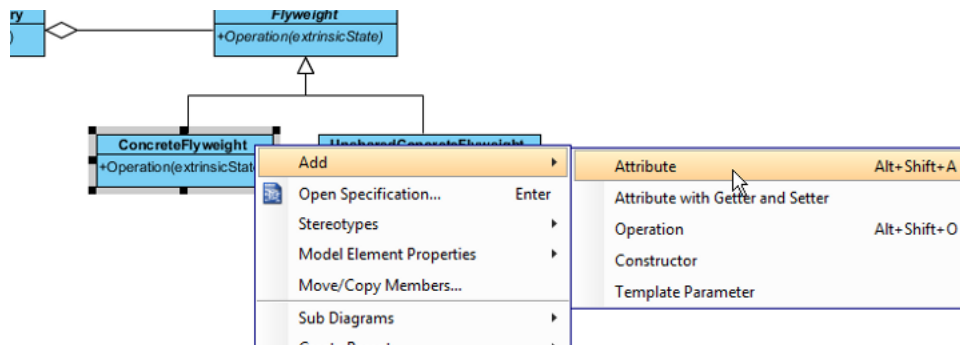 ry
Flyweight
)
+Operation(extrinsicState)
ConcreteFlyweight
UnsharedConcreteFlyweight
+Operation(extrinsicStat
Add
Open Specification... Enter
Stereotypes
Model Element Properties
Move/Copy Members...
Sub Diagrams
Attribute Alt+Shift+A
Attribute with Getter and Setter
Operation Alt+Shift+O
Constructor
Template Parameter